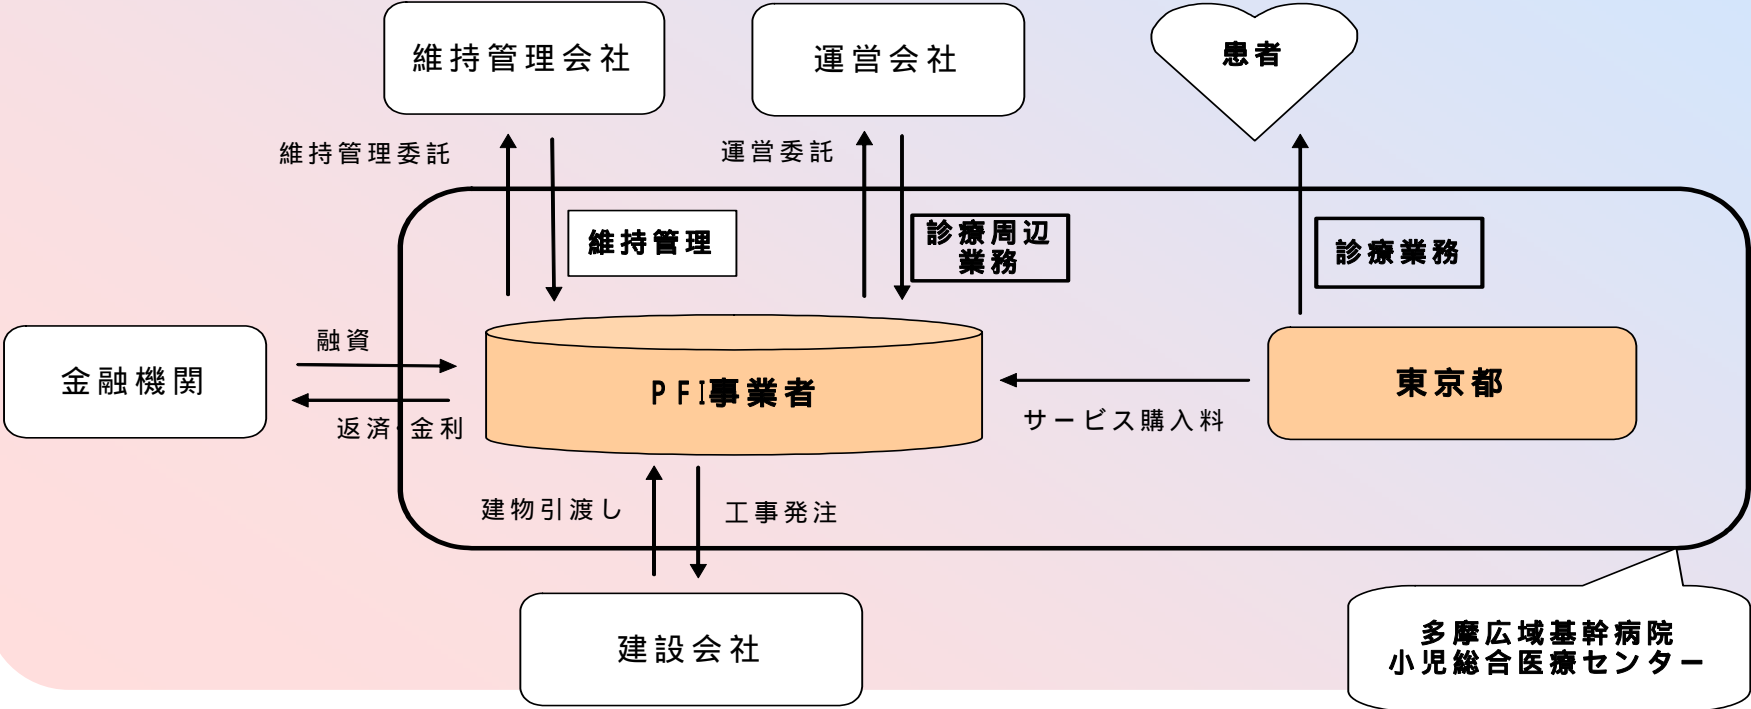 維持管理会社
運営会社
患者
維持管理委託
運営委託
維持管理
診療周辺
業務
診療業務
金融機関
融資
返済・金利
PFI事業者
サービス購入料
東京都
建物引渡し
工事発注
建設会社
多摩広域基幹病院
小児総合医療センター